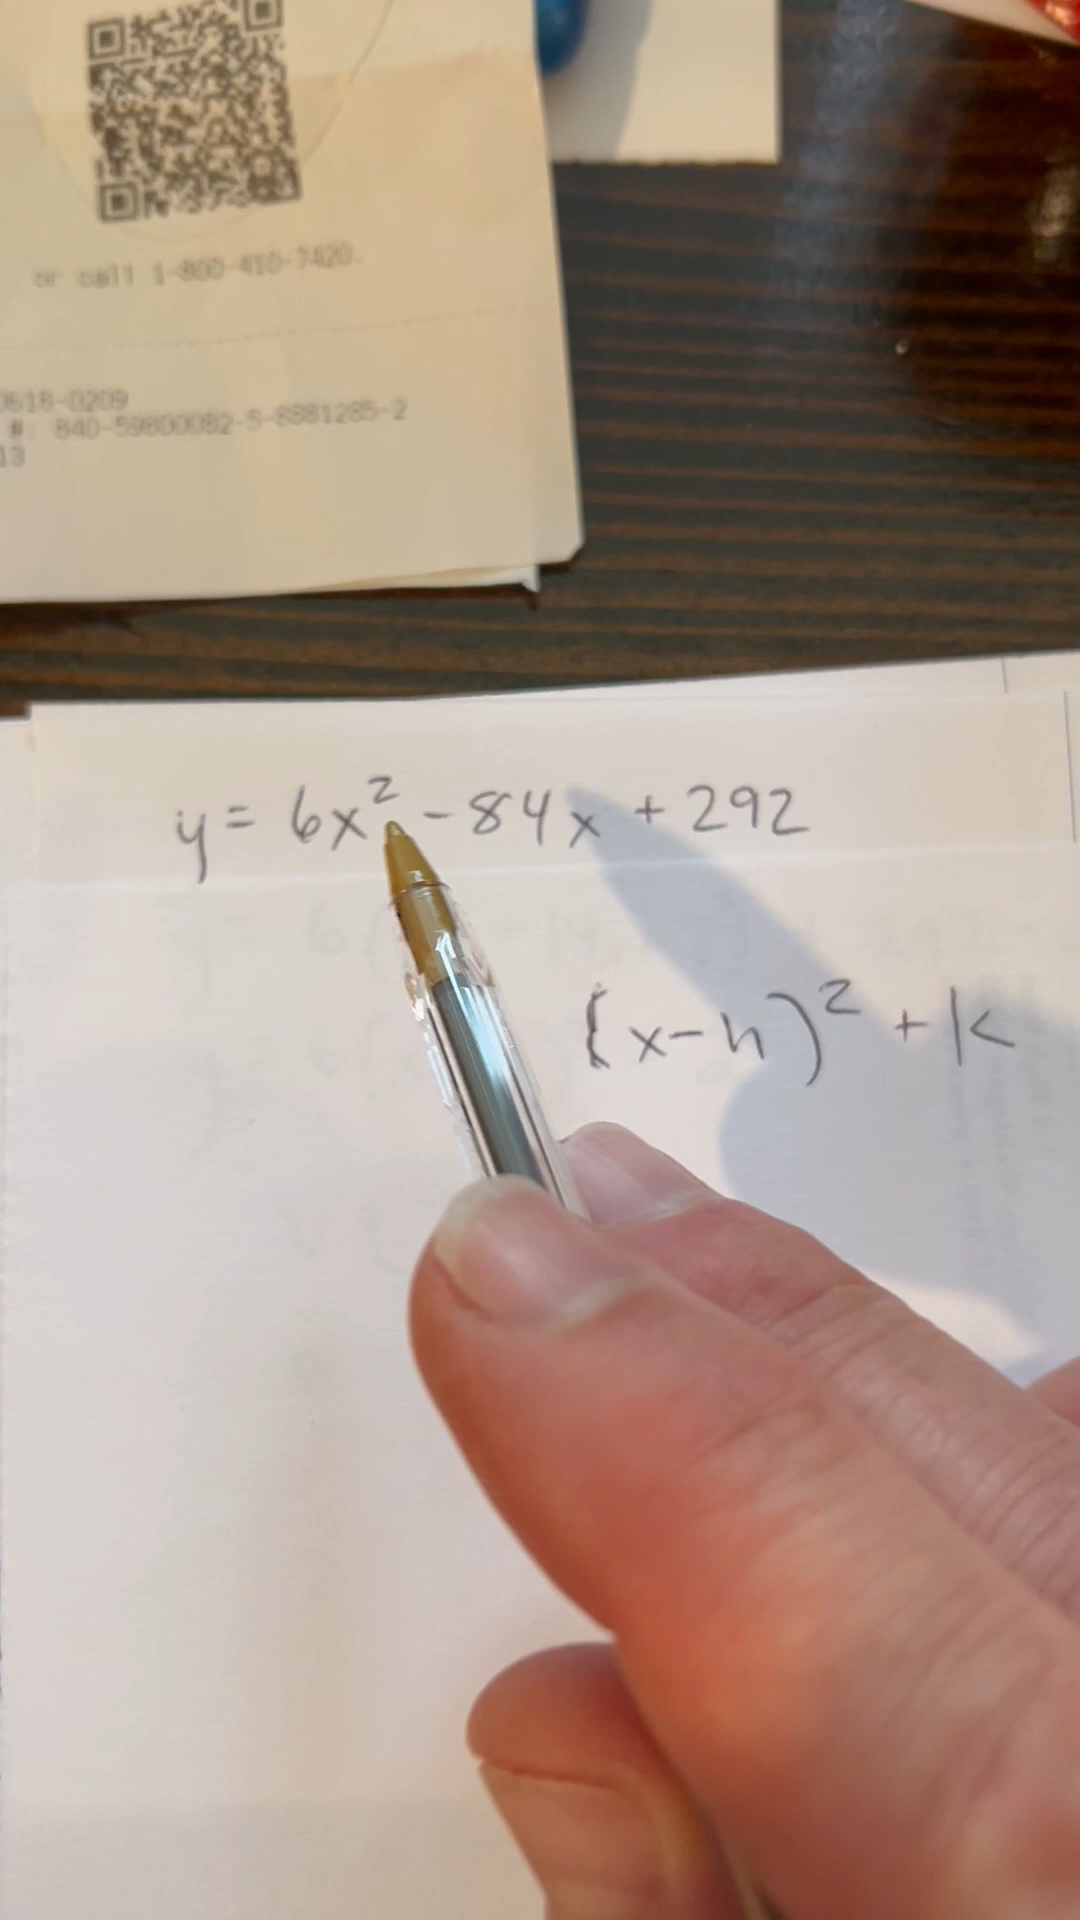 or call 1-800-410-7420.
0618-0209
#: 840-59800082-5-8881285-2
13
y = 6x² - 84x + 292
(x-h)² + k